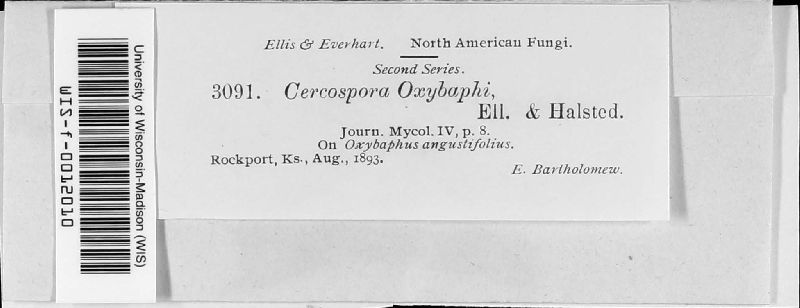 Ellis & Everhart. North American Fungi.
Second Series.
3091. Cercospora Oxybaphi,
Ell. & Halsted.
Journ. Mycol. IV, p. 8.
On Oxybaphus angustifolius.
Rockport, Ks., Aug., 1893.
E. Bartholomew.
University of Wisconsin-Madison (WIS)
WIS-f-0012010